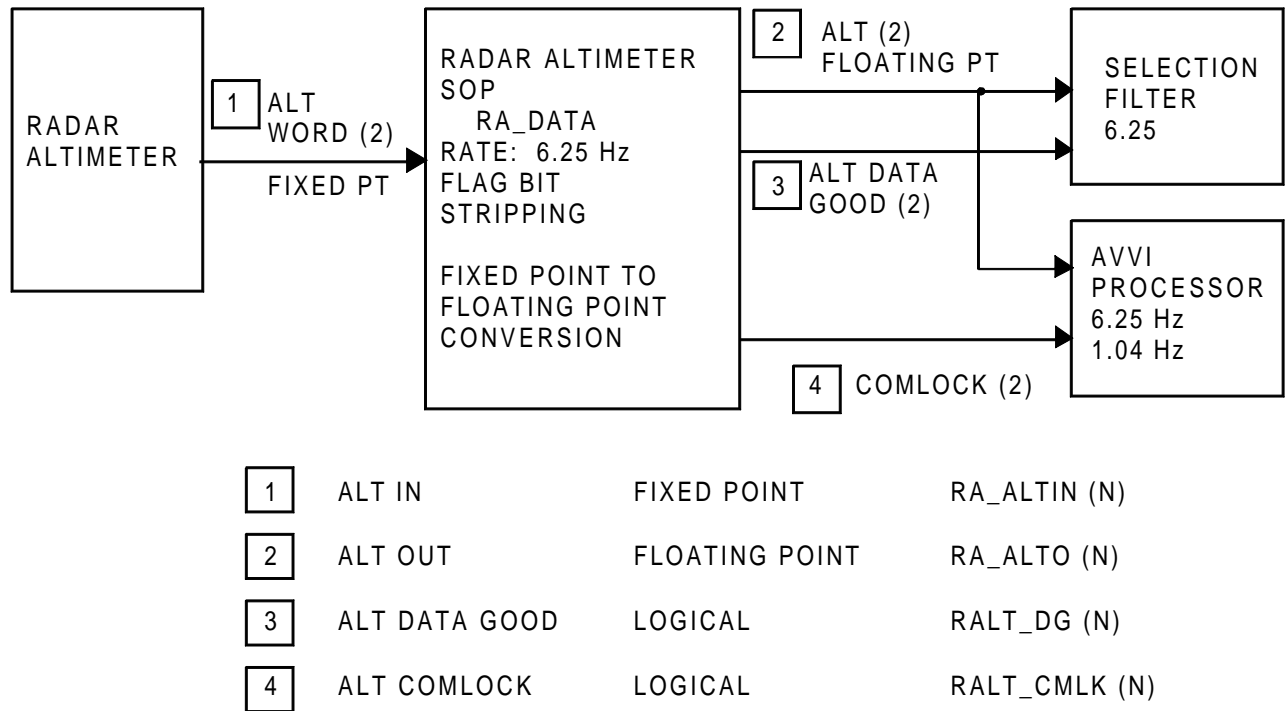 RADAR
ALTIMETER
1 ALT
WORD (2)
FIXED PT
RADAR ALTIMETER
SOP
RA_DATA
RATE: 6.25 Hz
FLAG BIT
STRIPPING
FIXED POINT TO
FLOATING POINT
CONVERSION
2 ALT (2)
FLOATING PT
3 ALT DATA
GOOD (2)
4 COMLOCK (2)
SELECTION
FILTER
6.25
AVVI
PROCESSOR
6.25 Hz
1.04 Hz
1 ALT IN FIXED POINT RA_ALTIN (N)
2 ALT OUT FLOATING POINT RA_ALTO (N)
3 ALT DATA GOOD LOGICAL RALT_DG (N)
4 ALT COMLOCK LOGICAL RALT_CMLK (N)